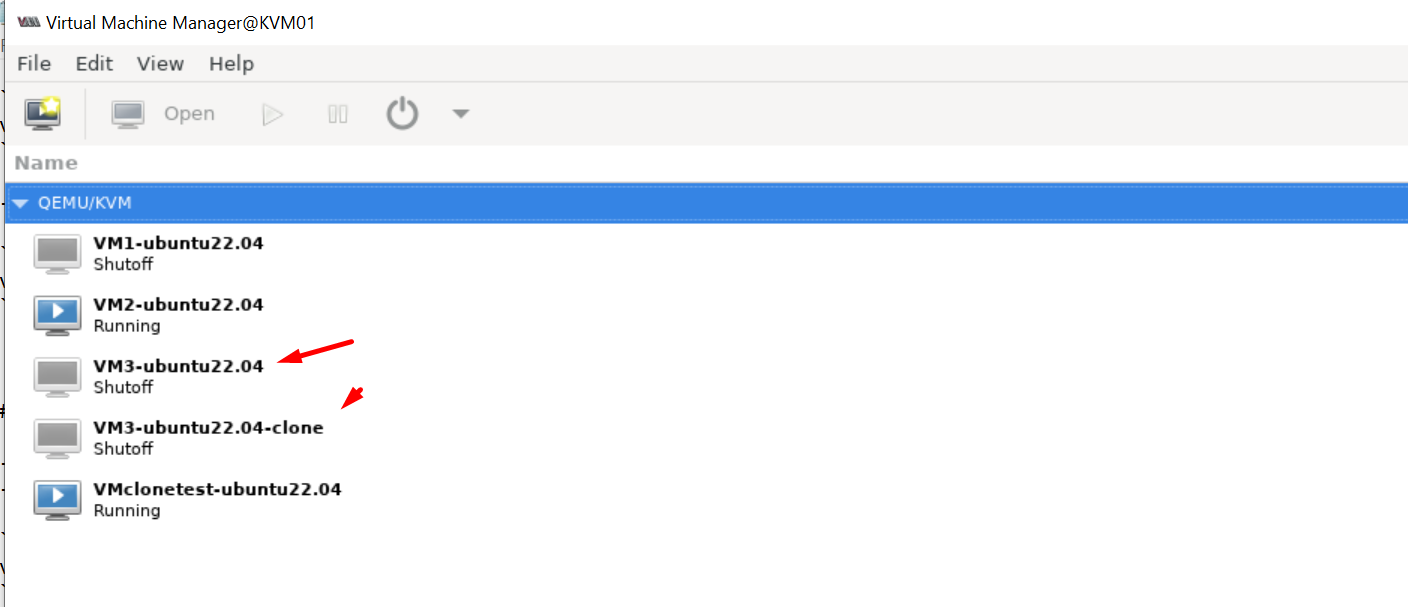 Virtual Machine Manager@KVM01
File Edit View Help
Open
Name
QEMU/KVM
VM1-ubuntu22.04
Shutoff
VM2-ubuntu22.04
Running
VM3-ubuntu22.04
Shutoff
VM3-ubuntu22.04-clone
Shutoff
VMclonetest-ubuntu22.04
Running